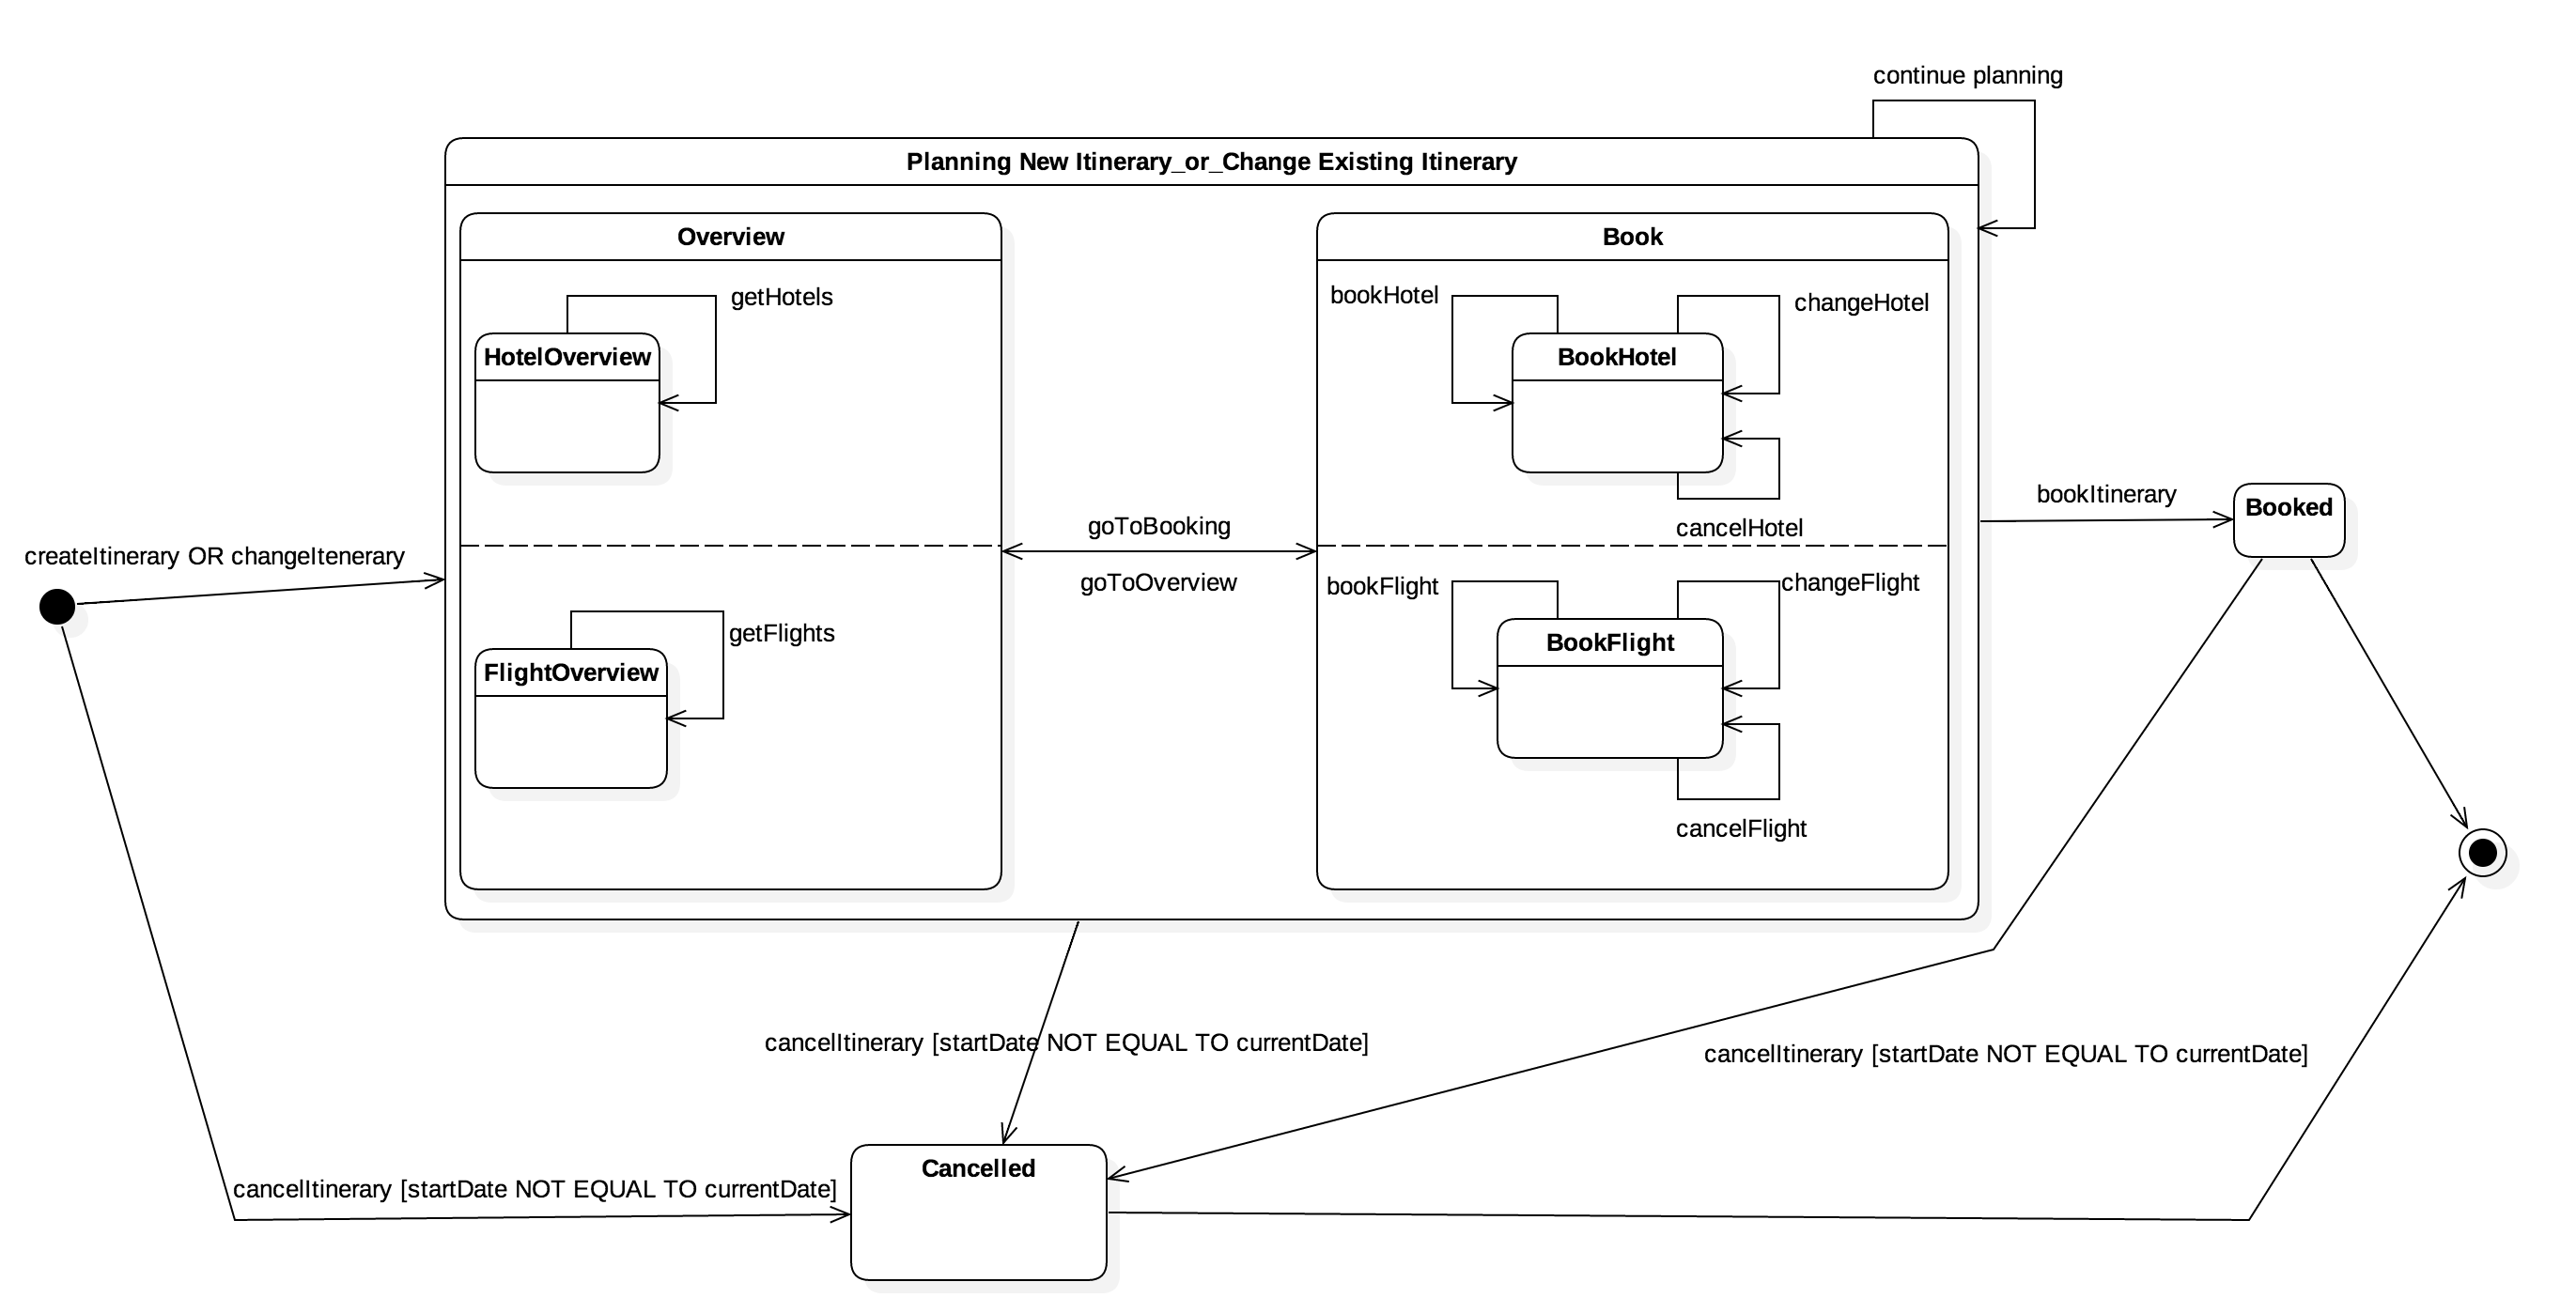 continue planning
Planning New Itinerary_or_Change Existing Itinerary
Overview
Book
getHotels
bookHotel
changeHotel
HotelOverview
BookHotel
cancelHotel
bookItinerary
Booked
goToBooking
createItinerary OR changeItenerary
goToOverview
bookFlight
changeFlight
getFlights
BookFlight
FlightOverview
cancelFlight
cancelItinerary [startDate NOT EQUAL TO currentDate]
cancelItinerary [startDate NOT EQUAL TO currentDate]
Cancelled
cancelItinerary [startDate NOT EQUAL TO currentDate]